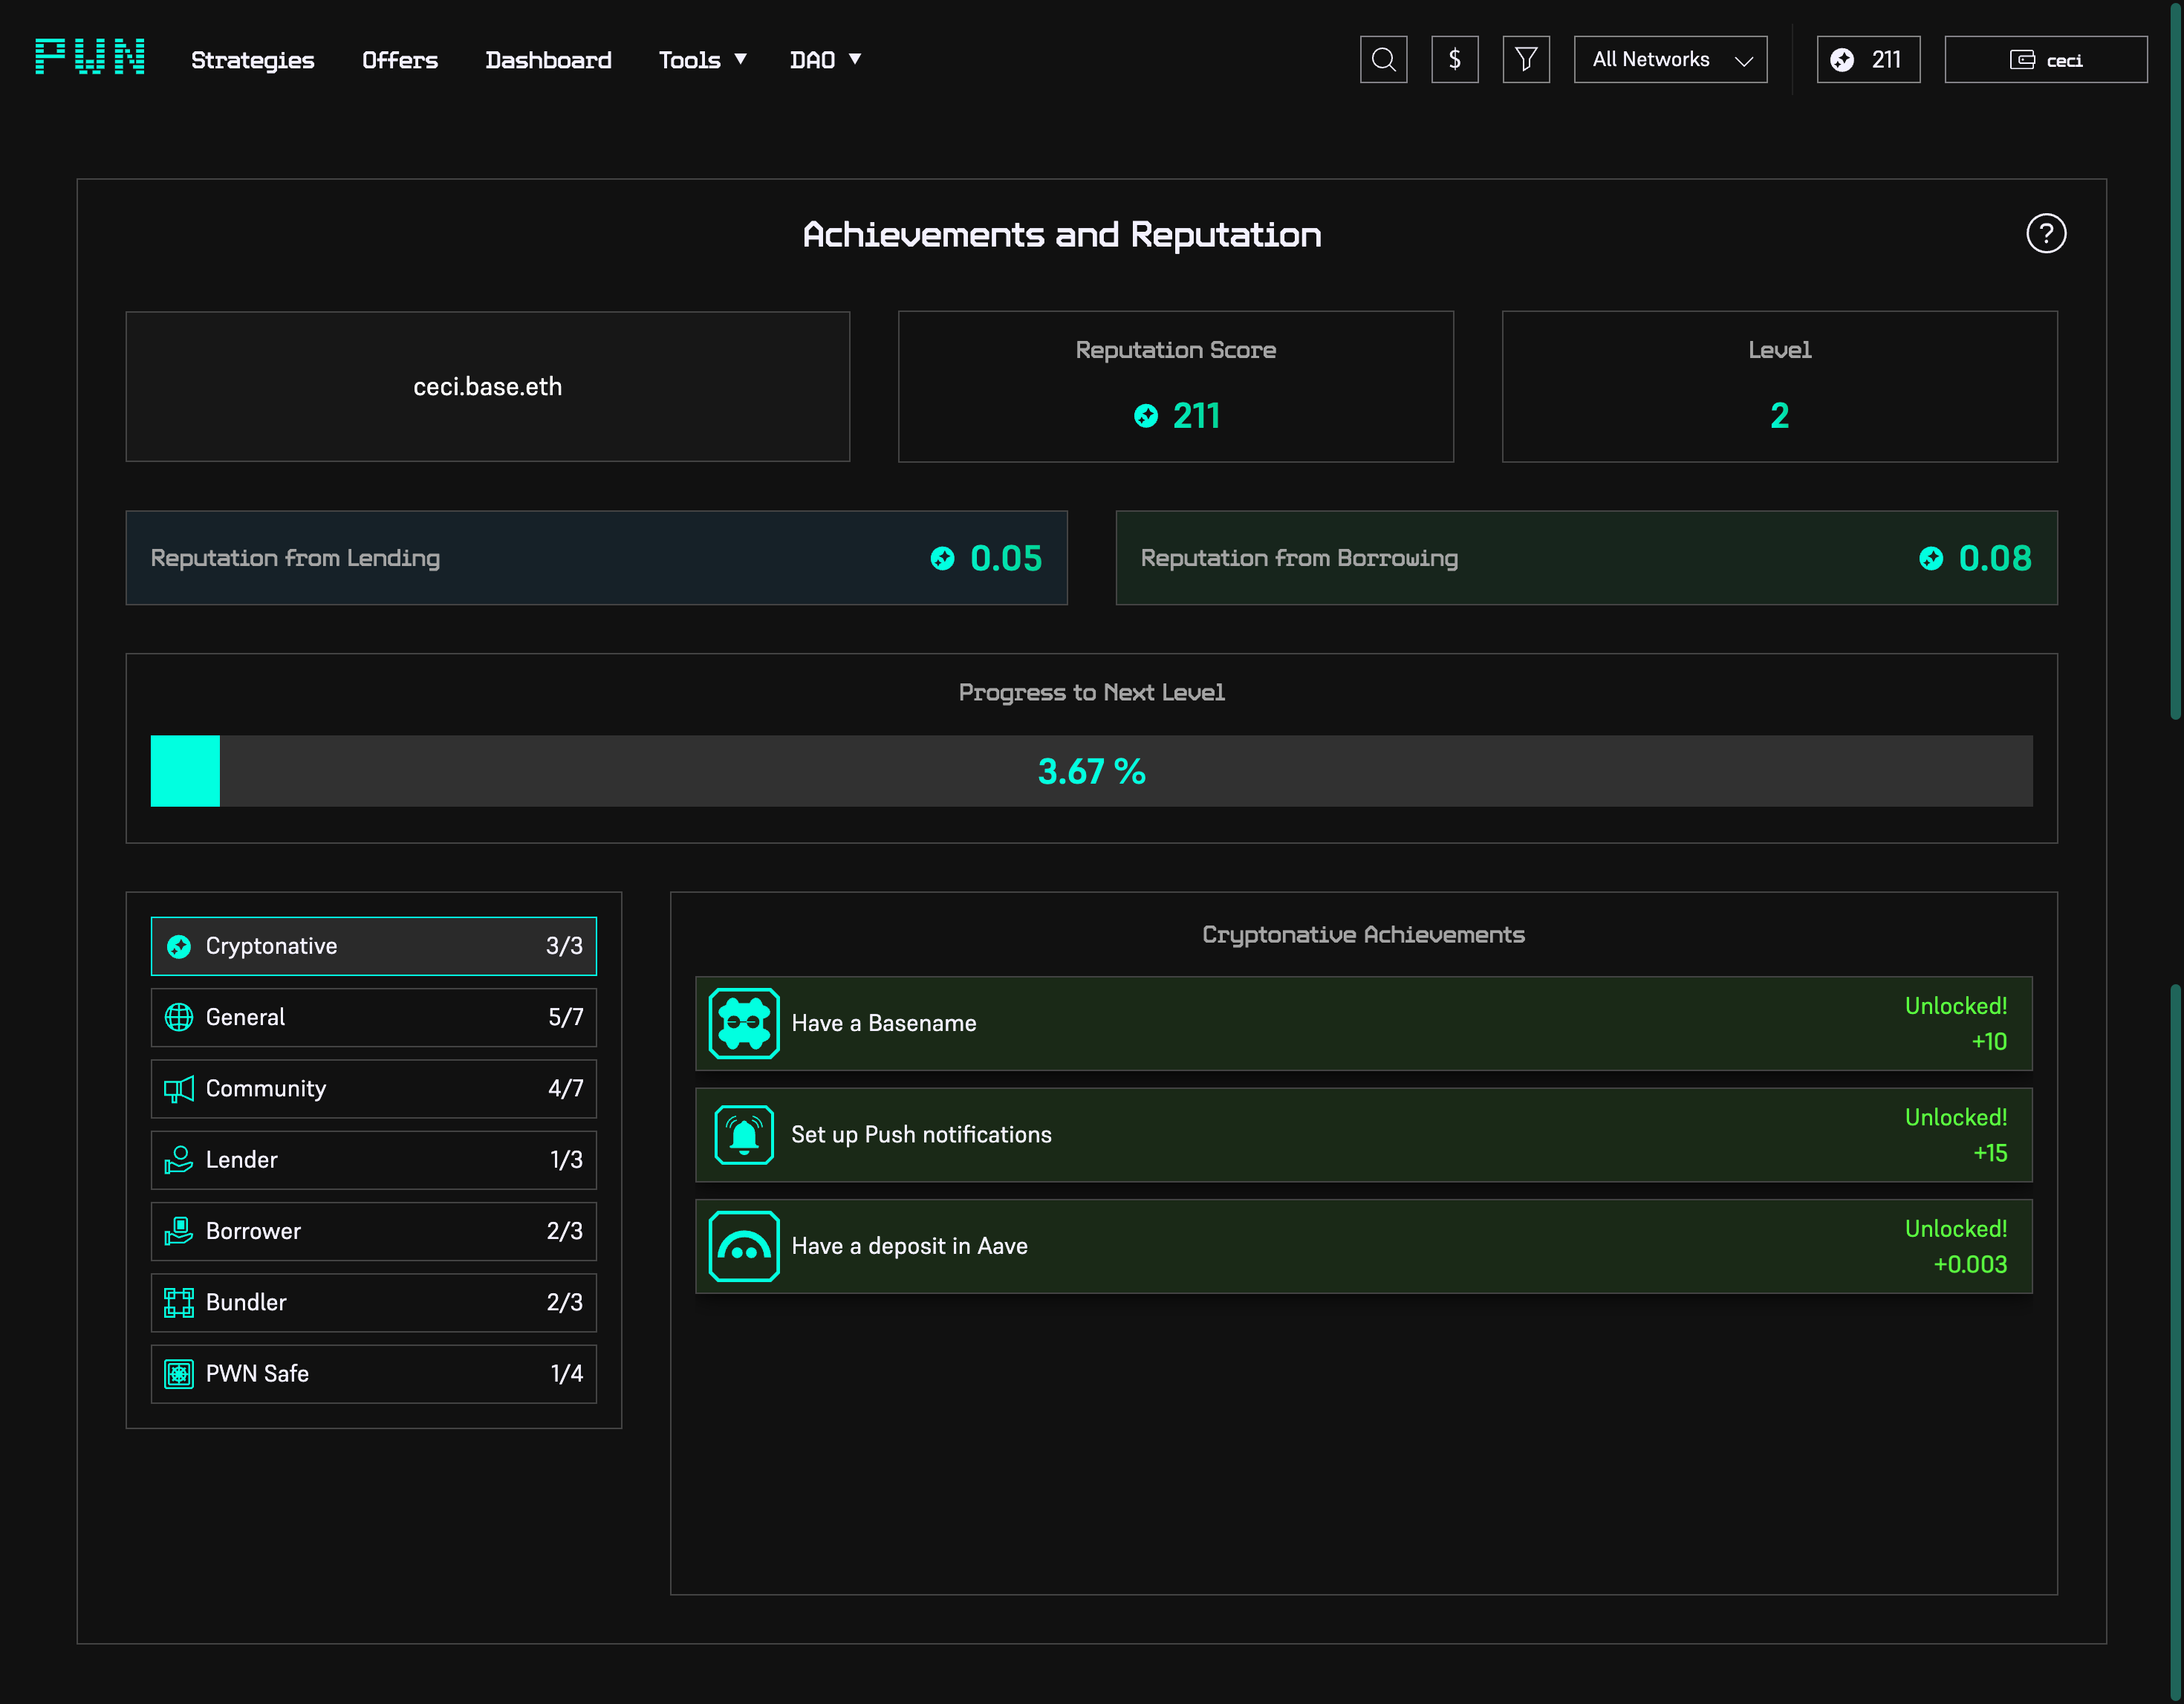 PWN
Strategies Offers Dashboard Tools ▼ DAO ▼ $ All Networks 211 ceci
Achievements and Reputation ?
ceci.base.eth
Reputation Score
211
Level
2
Reputation from Lending 0.05
Reputation from Borrowing 0.08
Progress to Next Level
3.67 %
Cryptonative 3/3
General 5/7
Community 4/7
Lender 1/3
Borrower 2/3
Bundler 2/3
PWN Safe 1/4
Cryptonative Achievements
Have a Basename
Unlocked!
+10
Set up Push notifications
Unlocked!
+15
Have a deposit in Aave
Unlocked!
+0.003